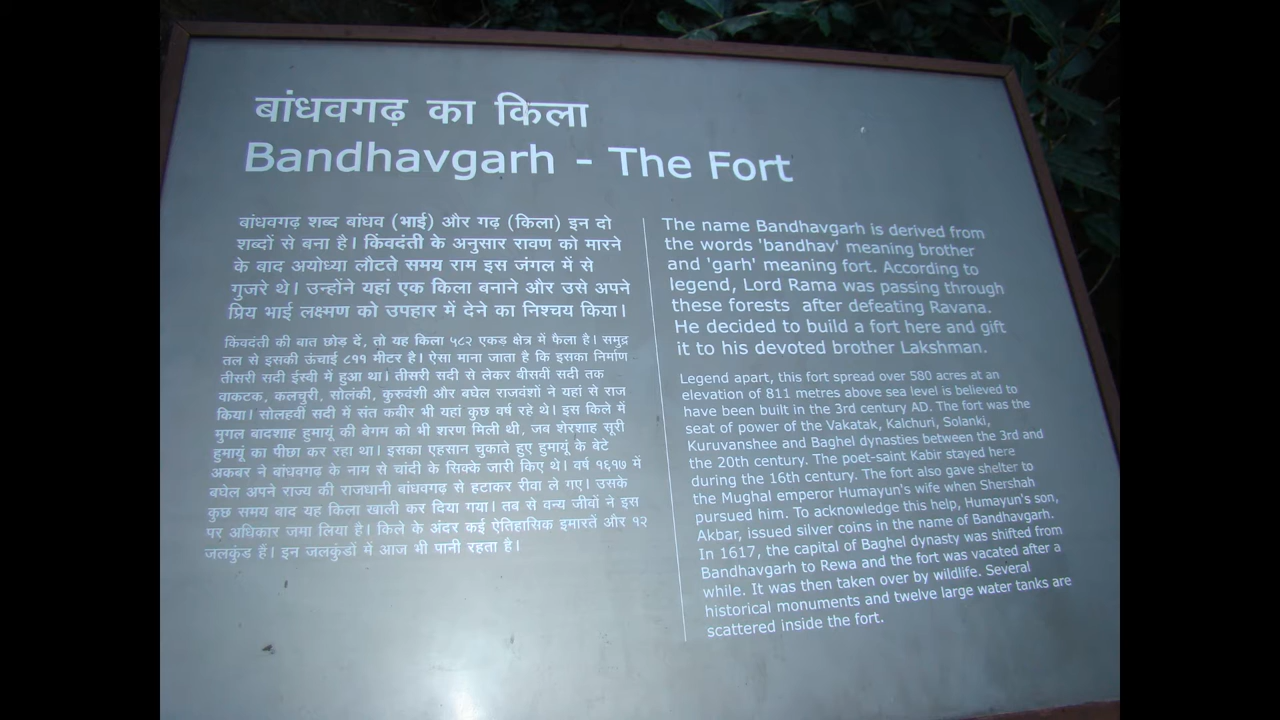 बांधवगढ़ का किला
Bandhavgarh - The Fort
बांधवगढ़ शब्द बांधव (भाई) और गढ़ (किला) इन दो
शब्दों से बना है। किंवदंती के अनुसार रावण को मारने
के बाद अयोध्या लौटते समय राम इस जंगल में से
गुजरे थे। उन्होंने यहां एक किला बनाने और उसे अपने
प्रिय भाई लक्ष्मण को उपहार में देने का निश्चय किया।
किंवदंती की बात छोड़ दें, तो यह किला ५८२ एकड़ क्षेत्र में फैला है। समुद्र
तल से इसकी ऊंचाई ८११ मीटर है। ऐसा माना जाता है कि इसका निर्माण
तीसरी सदी ईस्वी में हुआ था। तीसरी सदी से लेकर बीसवी सदी तक
वाकटक, कलचुरी, सोलंकी, कुरुवंशी और बघेल राजवंशों ने यहां से राज
किया। सोलहवीं सदी में संत कबीर भी यहां कुछ वर्ष रहे थे। इस किले में
मुगल बादशाह हुमायूं की बेगम को भी शरण मिली थी, जब शेरशाह सूरी
हुमायूं का पीछा कर रहा था। इसका एहसान चुकाते हुए हुमायूं के बेटे
अकबर ने बांधवगढ़ के नाम से चांदी के सिक्के जारी किए थे। वर्ष १६१७ में
बघेल अपने राज्य की राजधानी बांधवगढ़ से हटाकर रीवा ले गए। उसके
कुछ समय बाद यह किला खाली कर दिया गया। तब से वन्य जीवों ने इस
पर अधिकार जमा लिया है। किले के अंदर कई ऐतिहासिक इमारतें और १२
जलकुंड हैं। इन जलकुंडों में आज भी पानी रहता है।
The name Bandhavgarh is derived from
the words 'bandhav' meaning brother
and 'garh' meaning fort. According to
legend, Lord Rama was passing through
these forests after defeating Ravana.
He decided to build a fort here and gift
it to his devoted brother Lakshman.
Legend apart, this fort spread over 580 acres at an
elevation of 811 metres above sea level is believed to
have been built in the 3rd century AD. The fort was the
seat of power of the Vakatak, Kalchuri, Solanki,
Kuruvanshee and Baghel dynasties between the 3rd and
the 20th century. The poet-saint Kabir stayed here
during the 16th century. The fort also gave shelter to
the Mughal emperor Humayun's wife when Shershah
pursued him. To acknowledge this help, Humayun's son,
Akbar, issued silver coins in the name of Bandhavgarh.
In 1617, the capital of Baghel dynasty was shifted from
Bandhavgarh to Rewa and the fort was vacated after a
while. It was then taken over by wildlife. Several
historical monuments and twelve large water tanks are
scattered inside the fort.